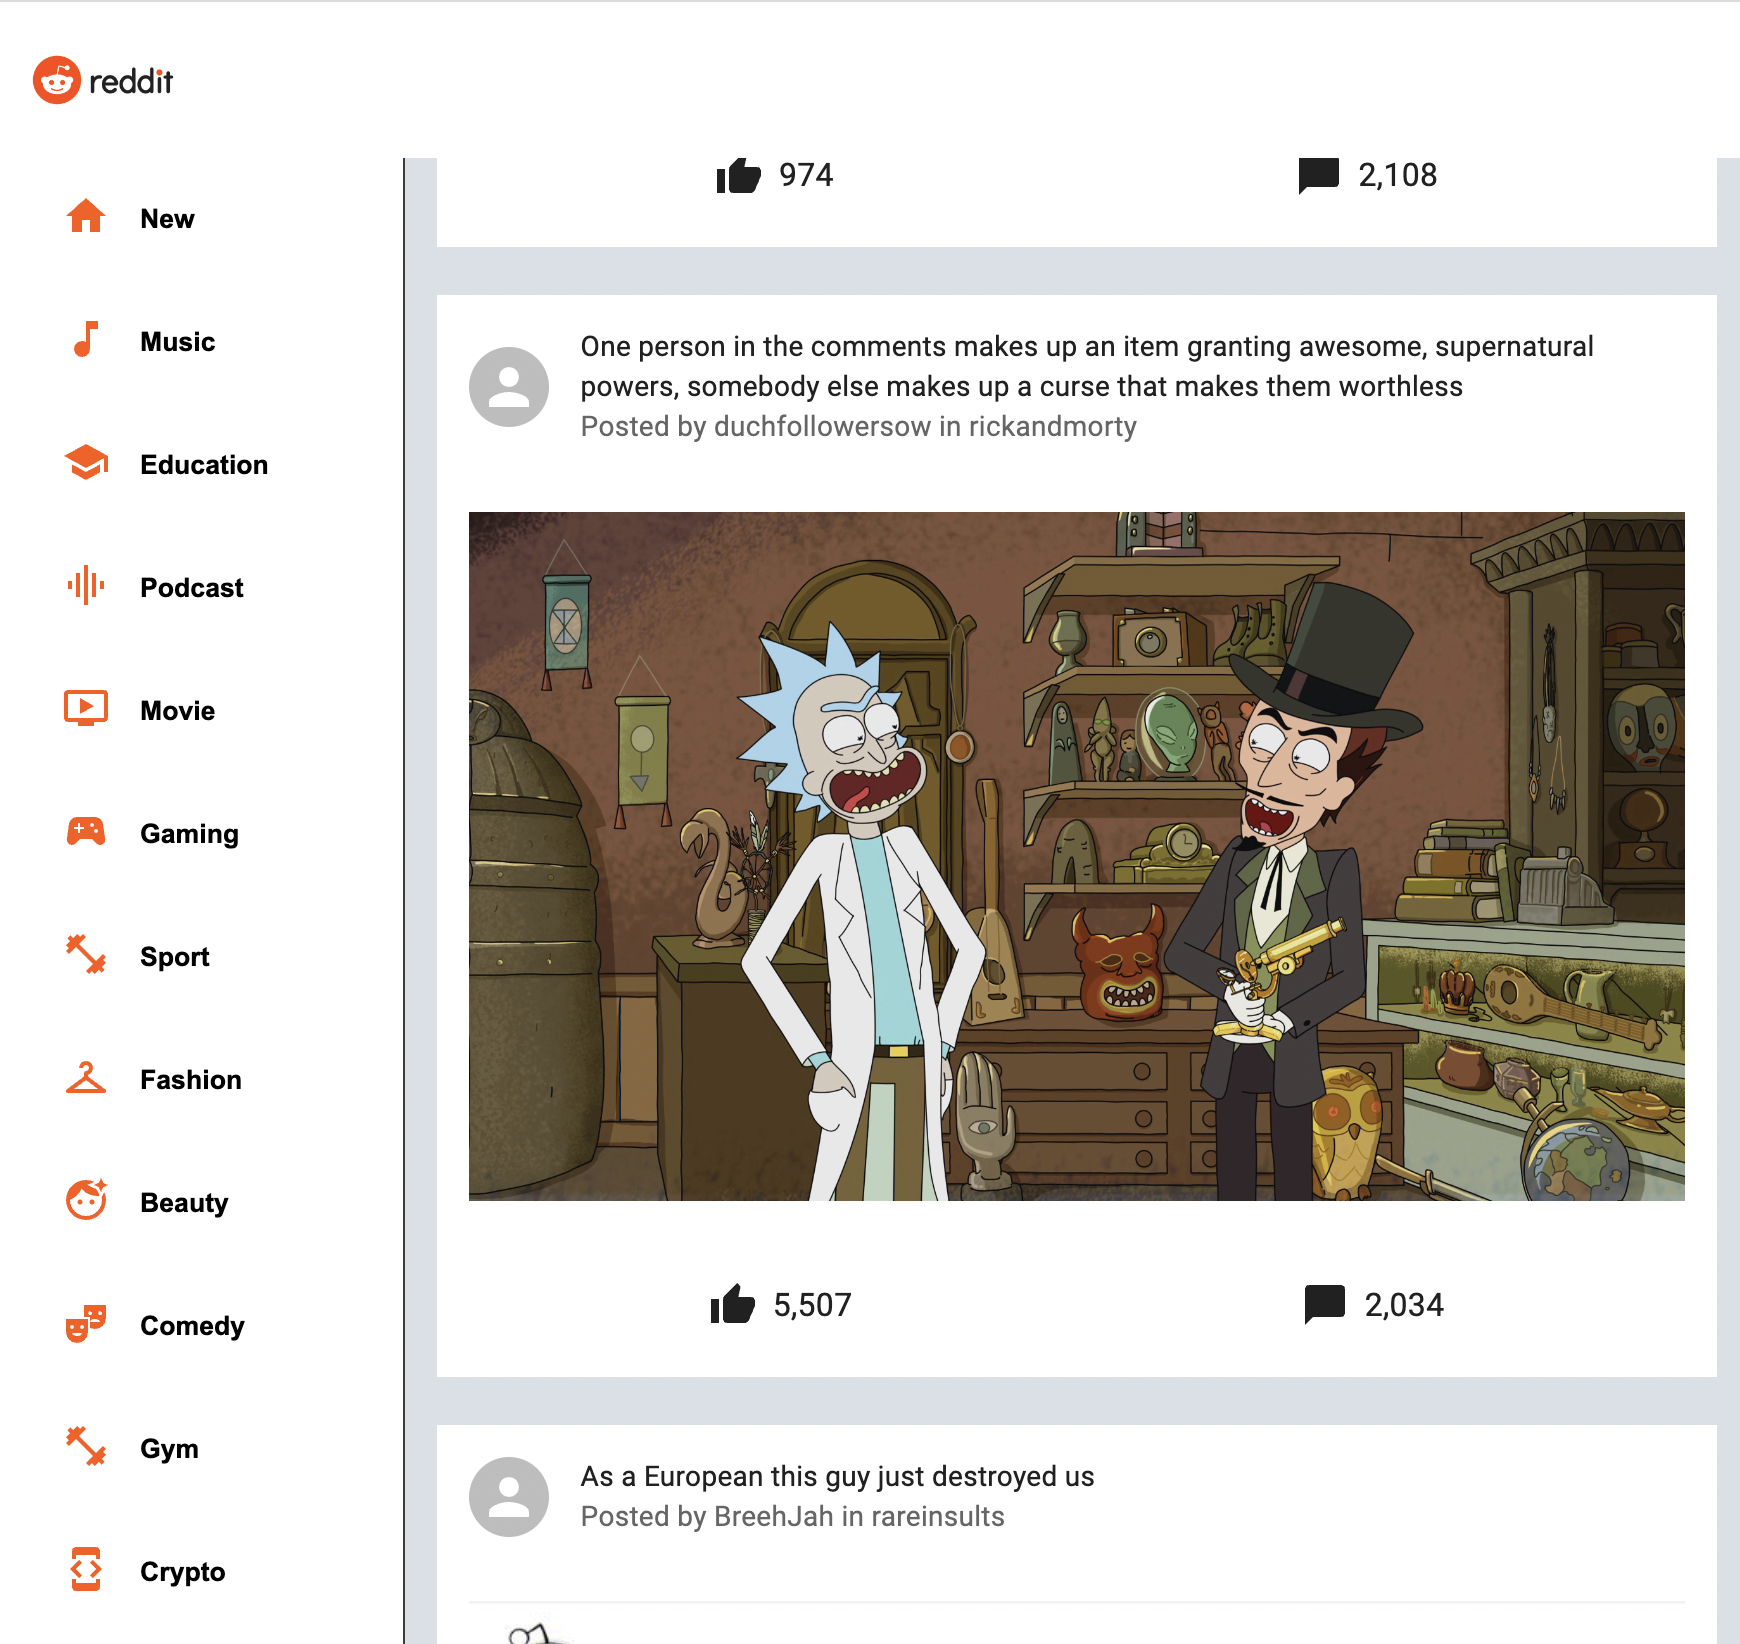 reddit
New
Music
Education
Podcast
Movie
Gaming
Sport
Fashion
Beauty
Comedy
Gym
Crypto
974
2,108
One person in the comments makes up an item granting awesome, supernatural
powers, somebody else makes up a curse that makes them worthless
Posted by duchfollowersow in rickandmorty
5,507
2,034
As a European this guy just destroyed us
Posted by BreehJah in rareinsults